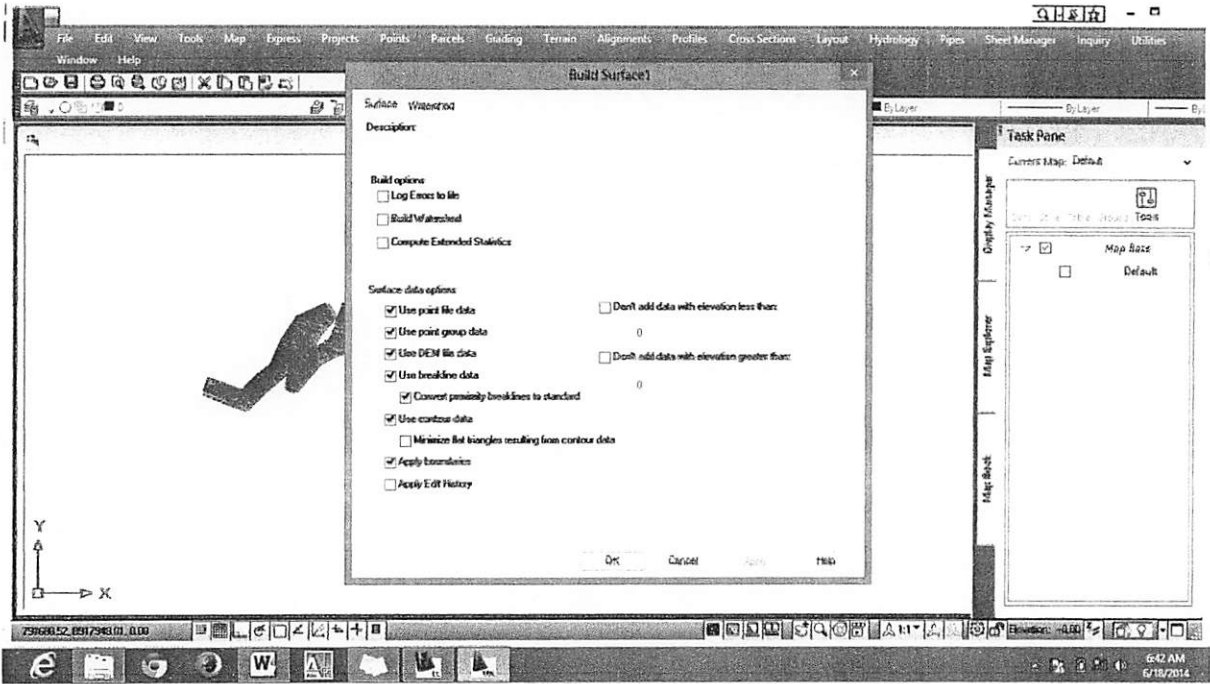 File Edit View Tools Map Express Projects Points Parcels Grading Terrain Alignments Profiles Cross Sections Layout Hydrology Pipes Sheet Manager Inquiry Utilities
Window Help
Build Surface1
0
ByLayer
ByLayer
Surface Watershed
Description:
Build options
Log Errors to file
Build Watershed
Compute Extended Statistics
Surface data options
Use point file data
Use point group data
Use DEM file data
Use breakline data
Convert proximity breaklines to standard
Use contour data
Minimize flat triangles resulting from contour data
Apply boundaries
Apply Edit History
Don't add data with elevation less than:
0
Don't add data with elevation greater than:
0
OK Cancel Apply Help
Task Pane
Current Map: Default
Tools
Map Base
Default
Display Manager
Map Explorer
Map Book
Y
X
1:1
Elevation: -0.00
W
6:42 AM
6/18/2014